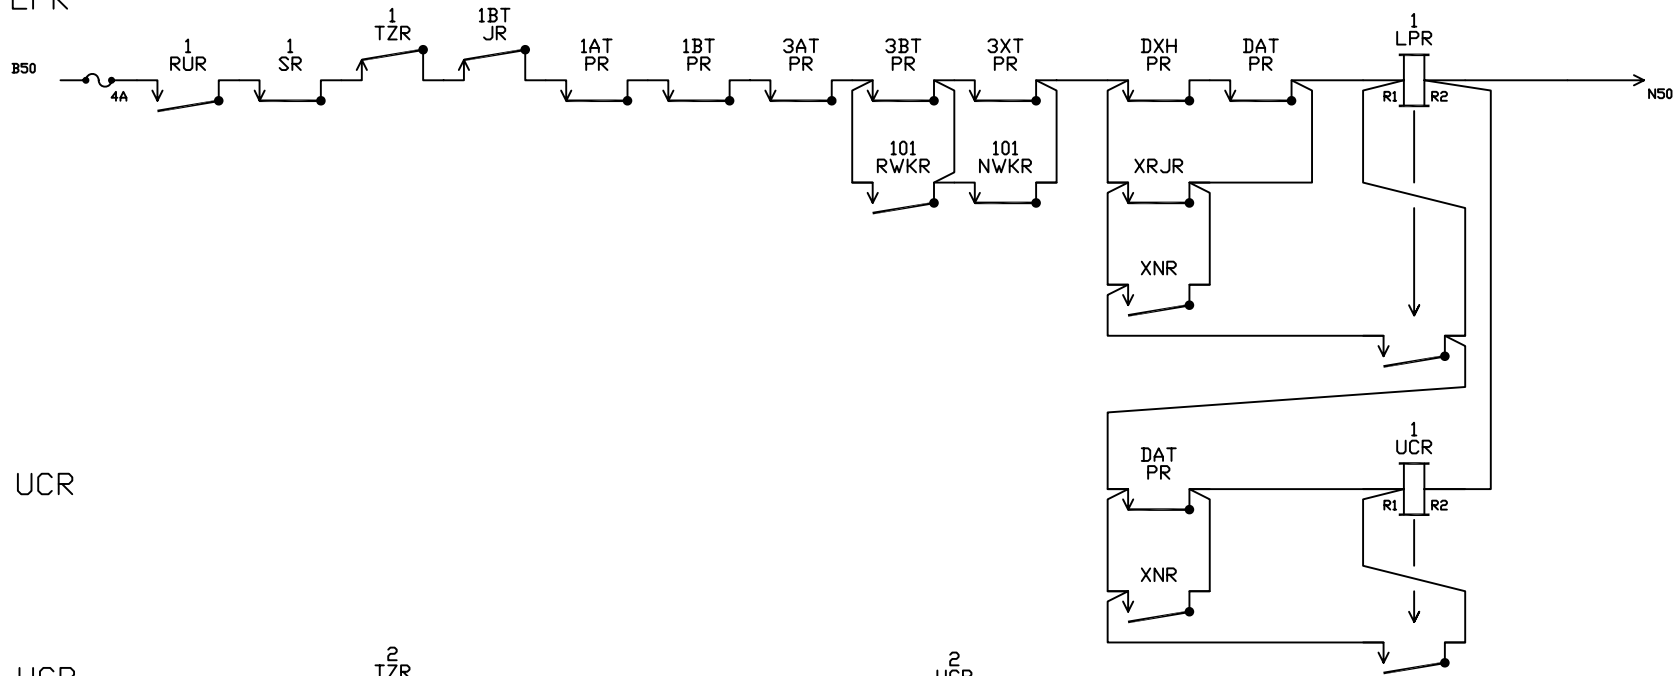 LPR
1
TZR
1BT
JR
1
RUR
1
SR
1AT
PR
1BT
PR
3AT
PR
3BT
PR
3XT
PR
DXH
PR
DAT
PR
1
LPR
B50
4A
R1
R2
N50
101
RWKR
101
NWKR
XRJR
XNR
UCR
DAT
PR
1
UCR
R1
R2
XNR
UCR
2
TZR
2
UCR